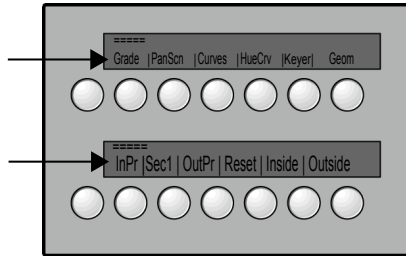 =====
Grade |PanScn |Curves |HueCrv |Keyer| Geom
=====
InPr |Sec1 | OutPr | Reset | Inside | Outside